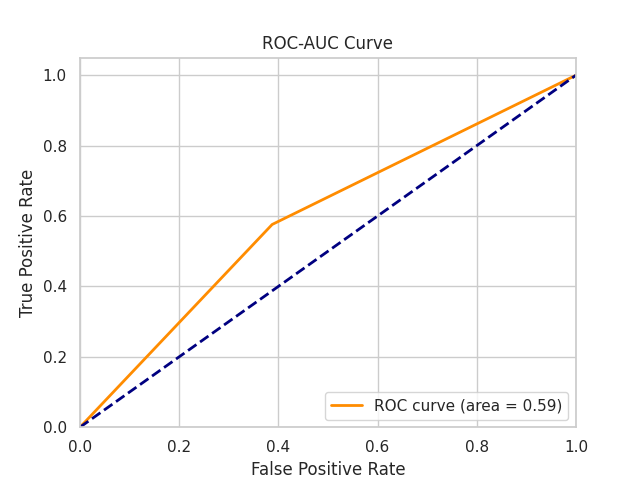 ROC-AUC Curve
1.0
0.8
0.6
0.4
0.2
0.0
True Positive Rate
ROC curve (area = 0.59)
0.0 0.2 0.4 0.6 0.8 1.0
False Positive Rate